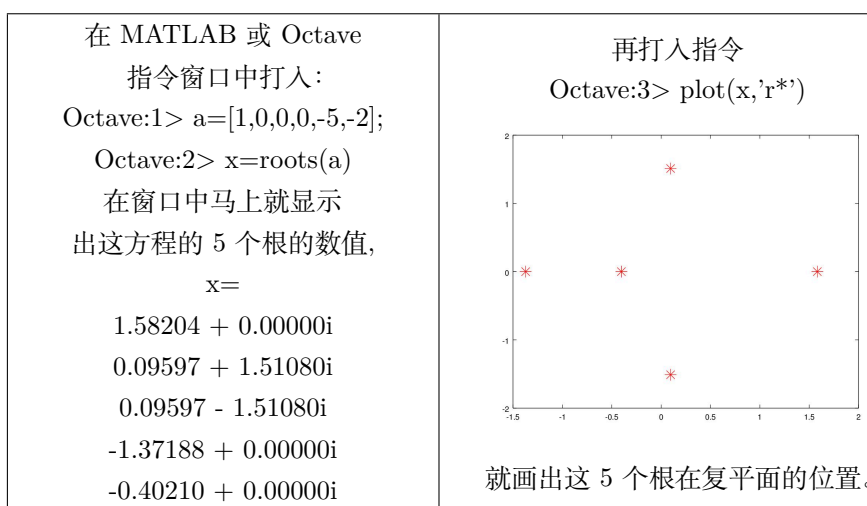 在 MATLAB 或 Octave
指令窗口中打入:
Octave:1> a=[1,0,0,0,-5,-2];
Octave:2> x=roots(a)
在窗口中马上就显示
出这方程的 5 个根的数值,
x=
1.58204 + 0.00000i
0.09597 + 1.51080i
0.09597 - 1.51080i
-1.37188 + 0.00000i
-0.40210 + 0.00000i
再打入指令
Octave:3> plot(x,'r*')
2
1
0
-1
-2
-1.5 -1 -0.5 0 0.5 1 1.5 2
就画出这 5 个根在复平面的位置。